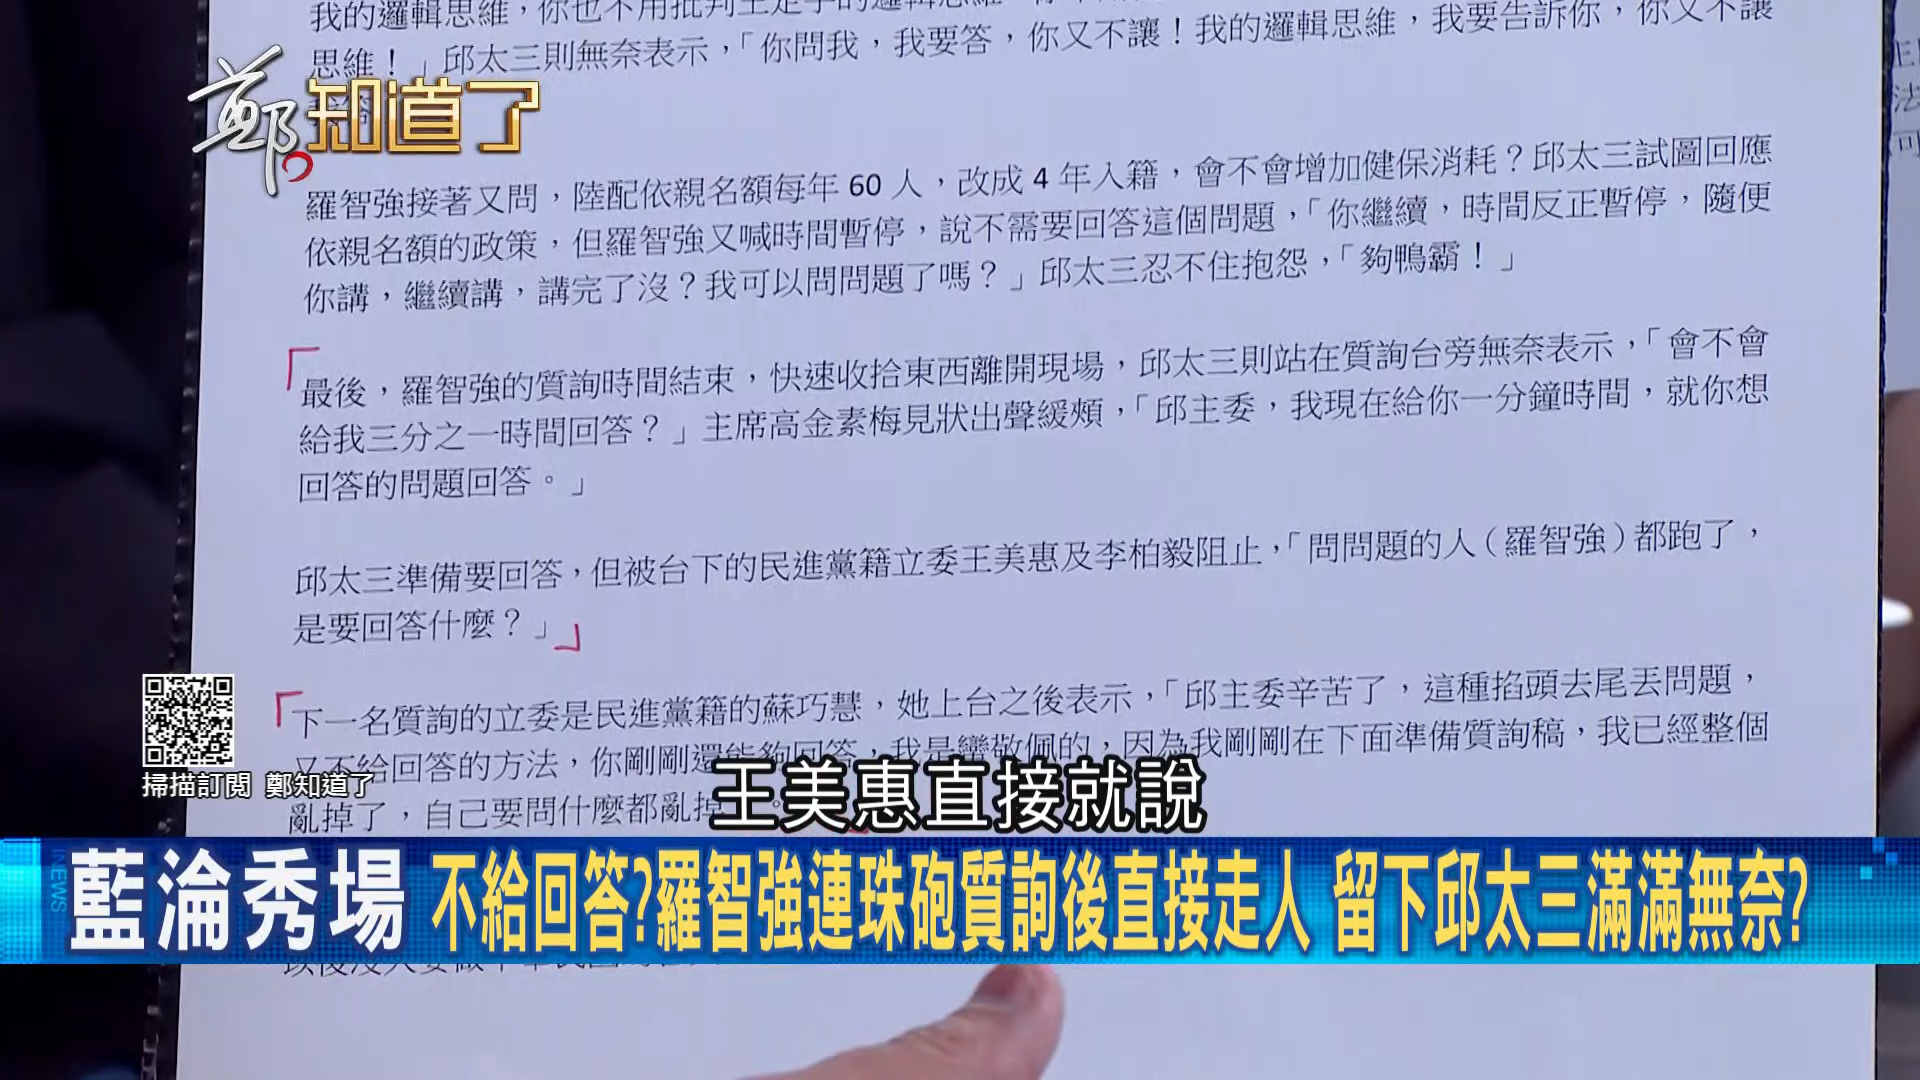 我的邏輯思維，你也不用批判王定宇的邏輯思維
思維！」邱太三則無奈表示，「你問我，我要答，你又不讓！我的邏輯思維，我要告訴你，你又不讓
鄭知道了
羅智強接著又問，陸配依親名額每年 60 人，改成 4 年入籍，會不會增加健保消耗？邱太三試圖回應
依親名額的政策，但羅智強又喊時間暫停，說不需要回答這個問題，「你繼續，時間反正暫停，隨便
你講，繼續講，講完了沒？我可以問問題了嗎？」邱太三忍不住抱怨，「夠鴨霸！」
最後，羅智強的質詢時間結束，快速收拾東西離開現場，邱太三則站在質詢台旁無奈表示，「會不會
給我三分之一時間回答？」主席高金素梅見狀出聲緩頰，「邱主委，我現在給你一分鐘時間，就你想
回答的問題回答。」
邱太三準備要回答，但被台下的民進黨籍立委王美惠及李柏毅阻止，「問問題的人（羅智強）都跑了，
是要回答什麼？」
下一名質詢的立委是民進黨籍的蘇巧慧，她上台之後表示，「邱主委辛苦了，這種掐頭去尾丟問題，
又不給回答的方法，你剛剛還能夠回答，我是蠻敬佩的，因為我剛剛在下面準備質詢稿，我已經整個
亂掉了，自己要問什麼都亂掉
掃描訂閱 鄭知道了
王美惠直接就說
INEWS
藍淪秀場 不給回答?羅智強連珠砲質詢後直接走人 留下邱太三滿滿無奈?